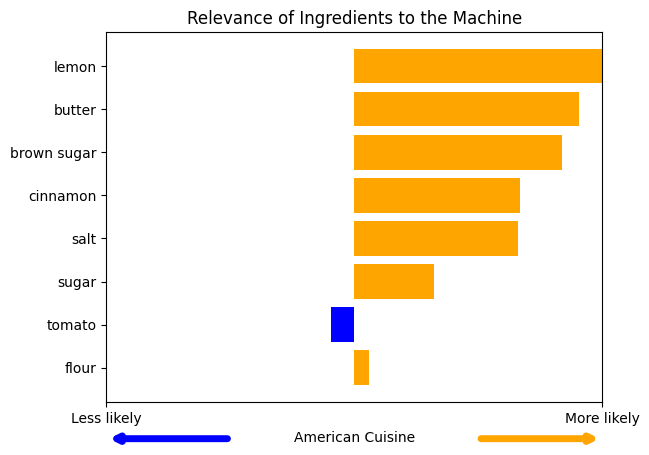 Relevance of Ingredients to the Machine
lemon
butter
brown sugar
cinnamon
salt
sugar
tomato
flour
Less likely
More likely
American Cuisine